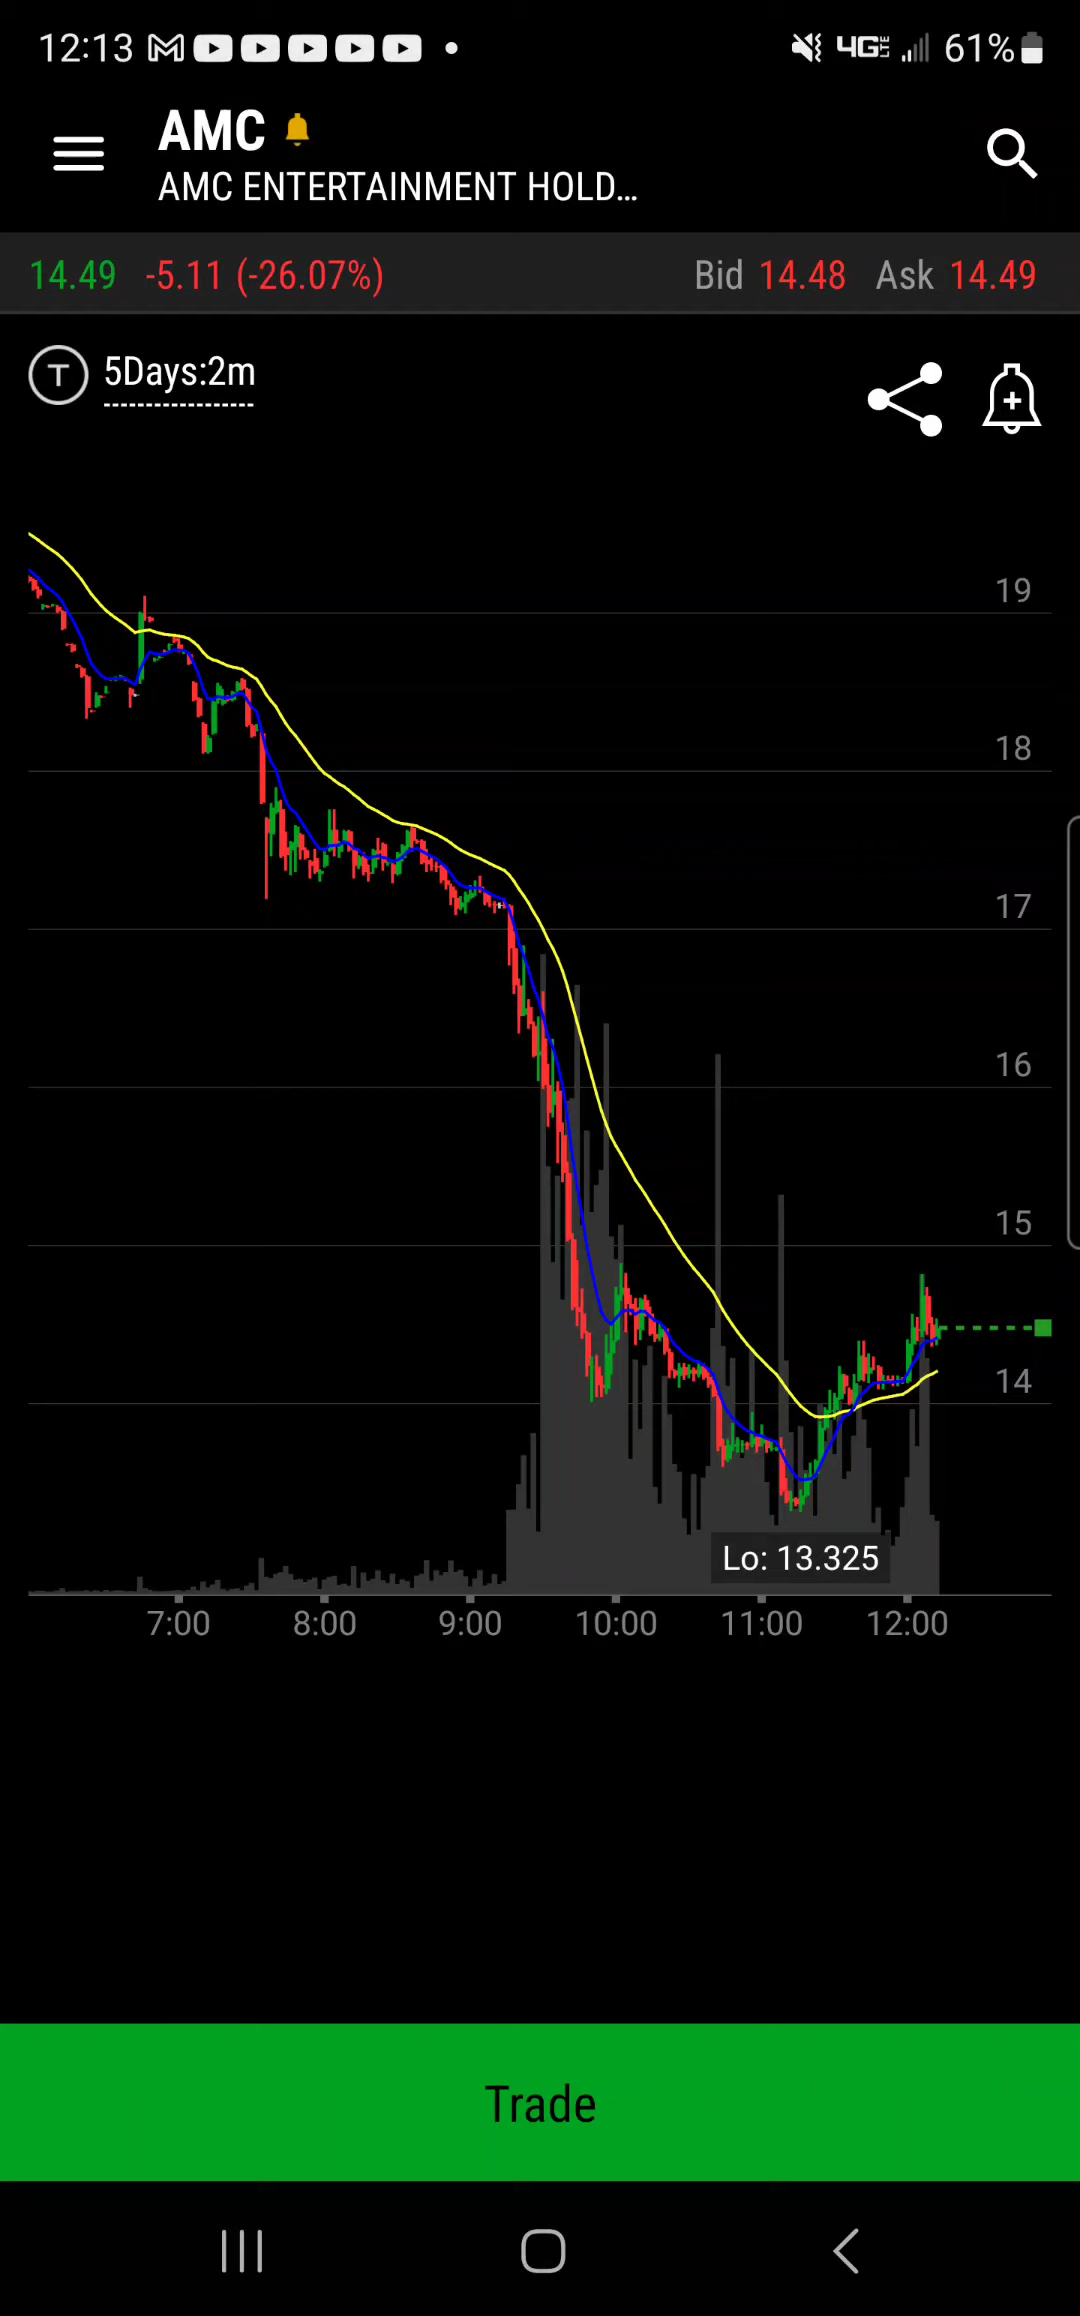 12:13 4G LTE 61%
AMC
AMC ENTERTAINMENT HOLD...
14.49 -5.11 (-26.07%) Bid 14.48 Ask 14.49
T 5Days:2m
19
18
17
16
15
14
Lo: 13.325
7:00 8:00 9:00 10:00 11:00 12:00
Trade